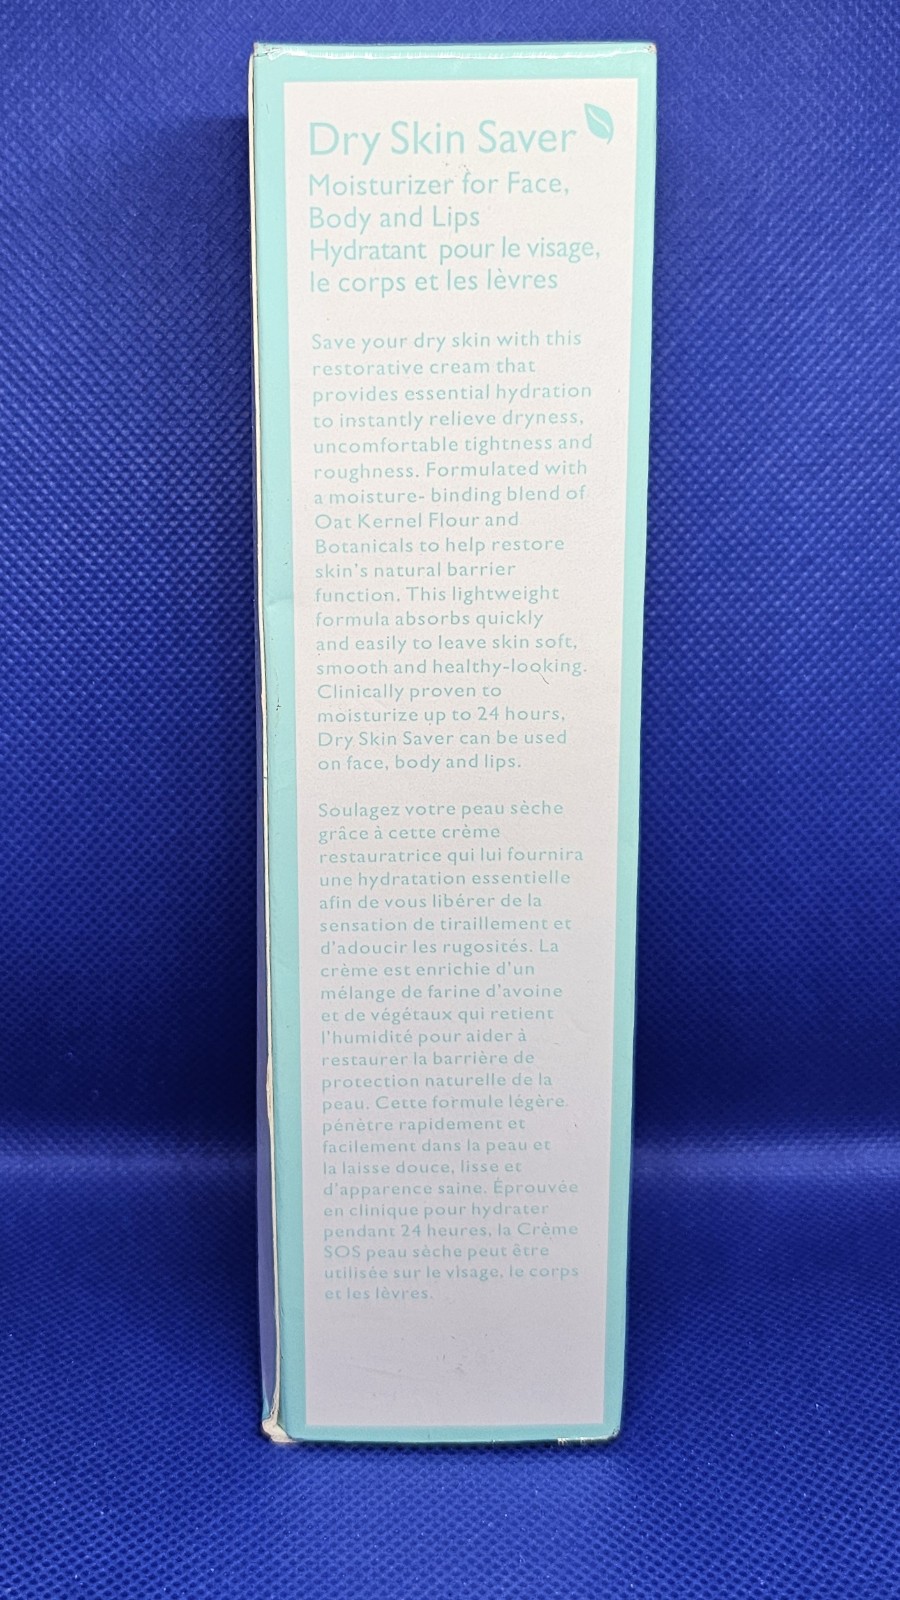 Dry Skin Saver
Moisturizer for Face,
Body and Lips
Hydratant pour le visage,
le corps et les lèvres
Save your dry skin with this
restorative cream that
provides essential hydration
to instantly relieve dryness,
uncomfortable tightness and
roughness. Formulated with
a moisture- binding blend of
Oat Kernel Flour and
Botanicals to help restore
skin's natural barrier
function. This lightweight
formula absorbs quickly
and easily to leave skin soft,
smooth and healthy-looking.
Clinically proven to
moisturize up to 24 hours,
Dry Skin Saver can be used
on face, body and lips.
Soulagez votre peau sèche
grâce à cette crème
restauratrice qui lui fournira
une hydratation essentielle
afin de vous libérer de la
sensation de tiraillement et
d'adoucir les rugosités. La
crème est enrichie d'un
mélange de farine d'avoine
et de végétaux qui retient
l'humidité pour aider à
restaurer la barrière de
protection naturelle de la
peau. Cette formule légère
pénètre rapidement et
facilement dans la peau et
la laisse douce, lisse et
d'apparence saine. Éprouvée
en clinique pour hydrater
pendant 24 heures, la Crème
SOS peau sèche peut être
utilisée sur le visage, le corps
et les lèvres.